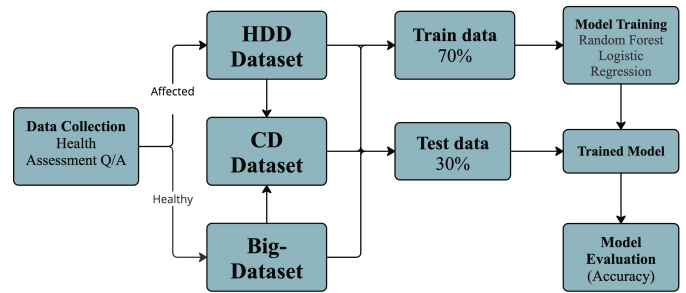 Data Collection
Health
Assessment Q/A
Affected
Healthy
HDD
Dataset
CD
Dataset
Big-
Dataset
Train data
70%
Test data
30%
Model Training
Random Forest
Logistic
Regression
Trained Model
Model
Evaluation
(Accuracy)